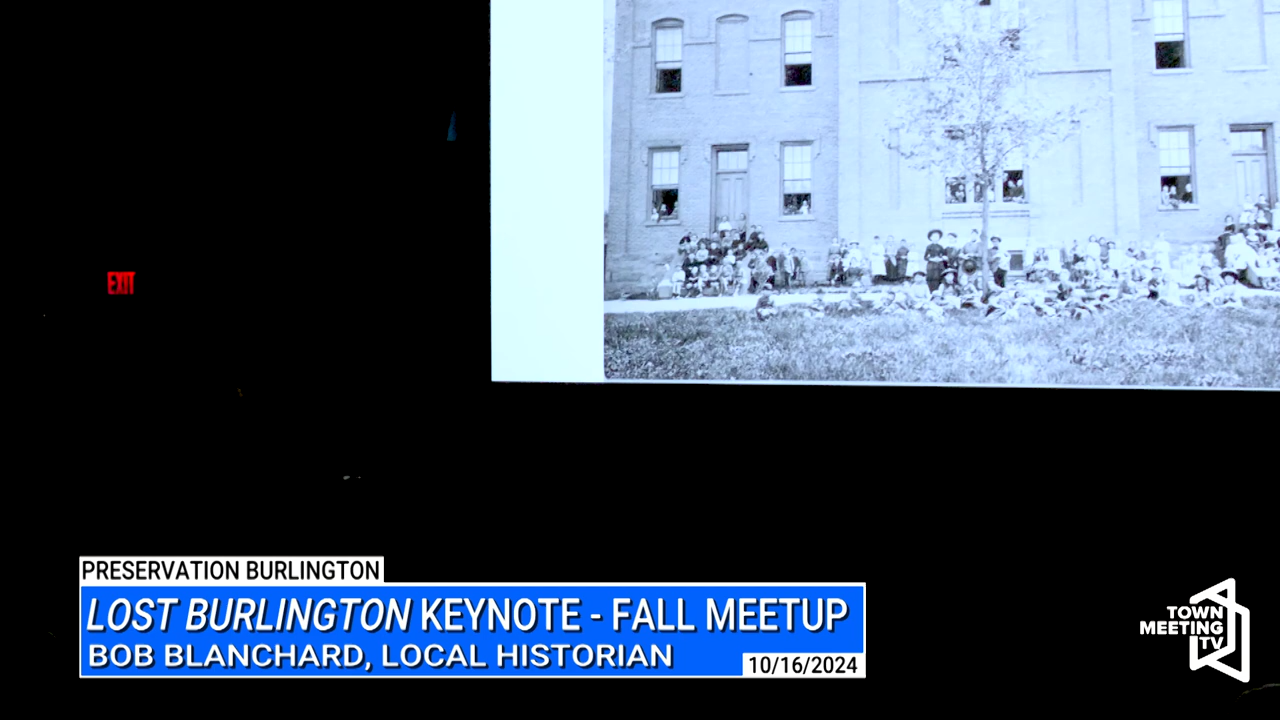 EXIT
PRESERVATION BURLINGTON
LOST BURLINGTON KEYNOTE - FALL MEETUP
BOB BLANCHARD, LOCAL HISTORIAN
10/16/2024
TOWN
MEETING
TV